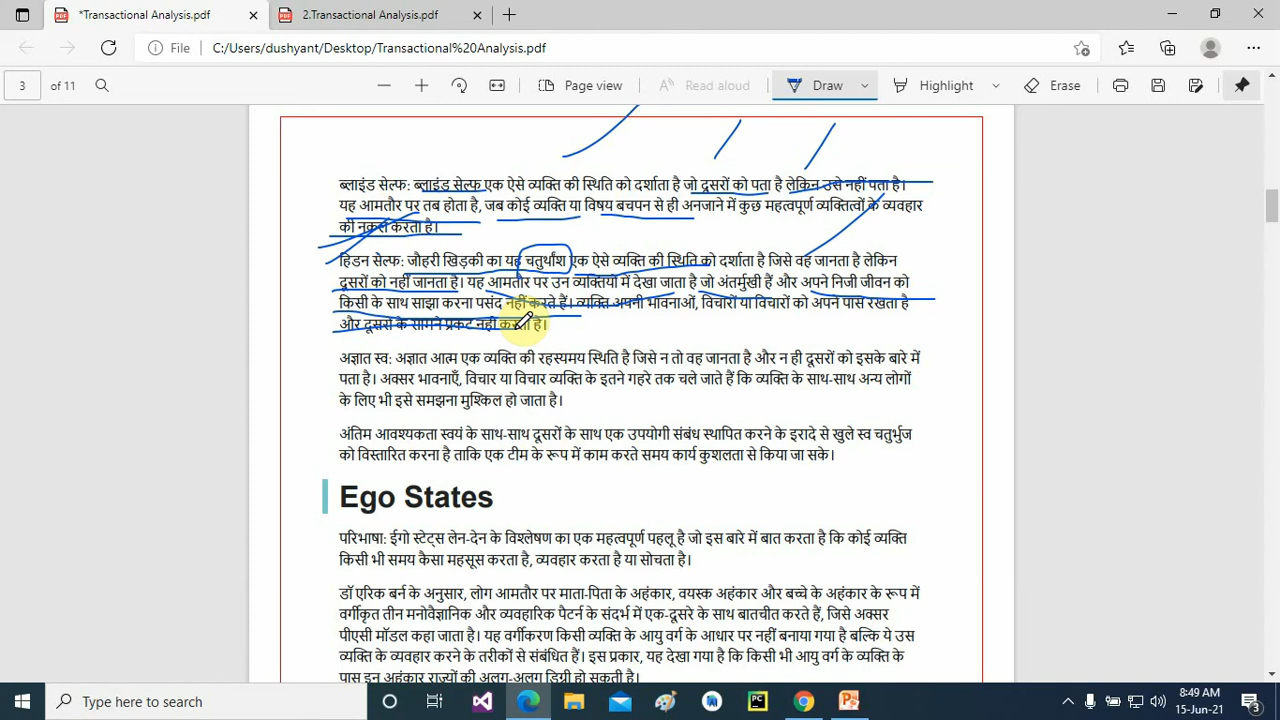 *Transactional Analysis.pdf
2.Transactional Analysis.pdf
File
C:/Users/dushyant/Desktop/Transactional%20Analysis.pdf
3 of 11
Page view
Read aloud
Draw
Highlight
Erase
ब्लाइंड सेल्फ: ब्लाइंड सेल्फ एक ऐसे व्यक्ति की स्थिति को दर्शाता है जो दूसरों को पता है लेकिन उसे नहीं पता है।
यह आमतौर पर तब होता है, जब कोई व्यक्ति या विषय बचपन से ही अनजाने में कुछ महत्वपूर्ण व्यक्तित्वों के व्यवहार
की नकल करता है।
हिडन सेल्फ: जौहरी खिड़की का यह चतुर्थांश एक ऐसे व्यक्ति की स्थिति को दर्शाता है जिसे वह जानता है लेकिन
दूसरों को नहीं जानता है। यह आमतौर पर उन व्यक्तियों में देखा जाता है जो अंतर्मुखी हैं और अपने निजी जीवन को
किसी के साथ साझा करना पसंद नहीं करते हैं। व्यक्ति अपनी भावनाओं, विचारों या विचारों को अपने पास रखता है
और दूसरों के सामने प्रकट नहीं करता है।
अज्ञात स्व: अज्ञात आत्म एक व्यक्ति की रहस्यमय स्थिति है जिसे न तो वह जानता है और न ही दूसरों को इसके बारे में
पता है। अक्सर भावनाएँ, विचार या विचार व्यक्ति के इतने गहरे तक चले जाते हैं कि व्यक्ति के साथ-साथ अन्य लोगों
के लिए भी इसे समझना मुश्किल हो जाता है।
अंतिम आवश्यकता स्वयं के साथ-साथ दूसरों के साथ एक उपयोगी संबंध स्थापित करने के इरादे से खुले स्व चतुर्भुज
को विस्तारित करना है ताकि एक टीम के रूप में काम करते समय कार्य कुशलता से किया जा सके।
Ego States
परिभाषा: ईगो स्टेट्स लेन-देन के विश्लेषण का एक महत्वपूर्ण पहलू है जो इस बारे में बात करता है कि कोई व्यक्ति
किसी भी समय कैसा महसूस करता है, व्यवहार करता है या सोचता है।
डॉ एरिक बर्न के अनुसार, लोग आमतौर पर माता-पिता के अहंकार, वयस्क अहंकार और बच्चे के अहंकार के रूप में
वर्गीकृत तीन मनोवैज्ञानिक और व्यवहारिक पैटर्न के संदर्भ में एक-दूसरे के साथ बातचीत करते हैं, जिसे अक्सर
पीएसी मॉडल कहा जाता है। यह वर्गीकरण किसी व्यक्ति के आयु वर्ग के आधार पर नहीं बनाया गया है बल्कि ये उस
व्यक्ति के व्यवहार करने के तरीकों से संबंधित हैं। इस प्रकार, यह देखा गया है कि किसी भी आयु वर्ग के व्यक्ति के
पास इन अहंकार राज्यों की अलग-अलग डिग्री हो सकती है।
Type here to search
8:49 AM
15-Jun-21
3